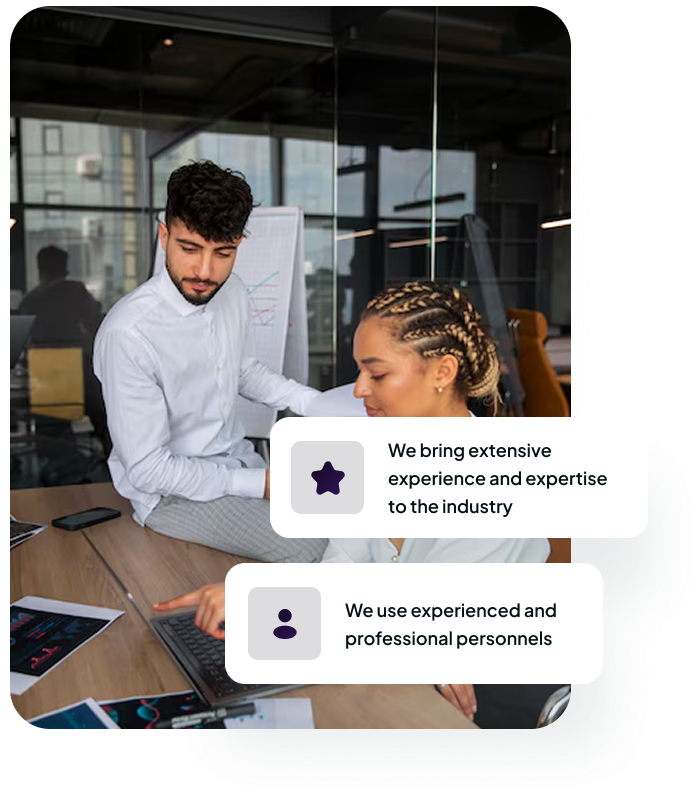 We bring extensive
experience and expertise
to the industry
We use experienced and
professional personnels